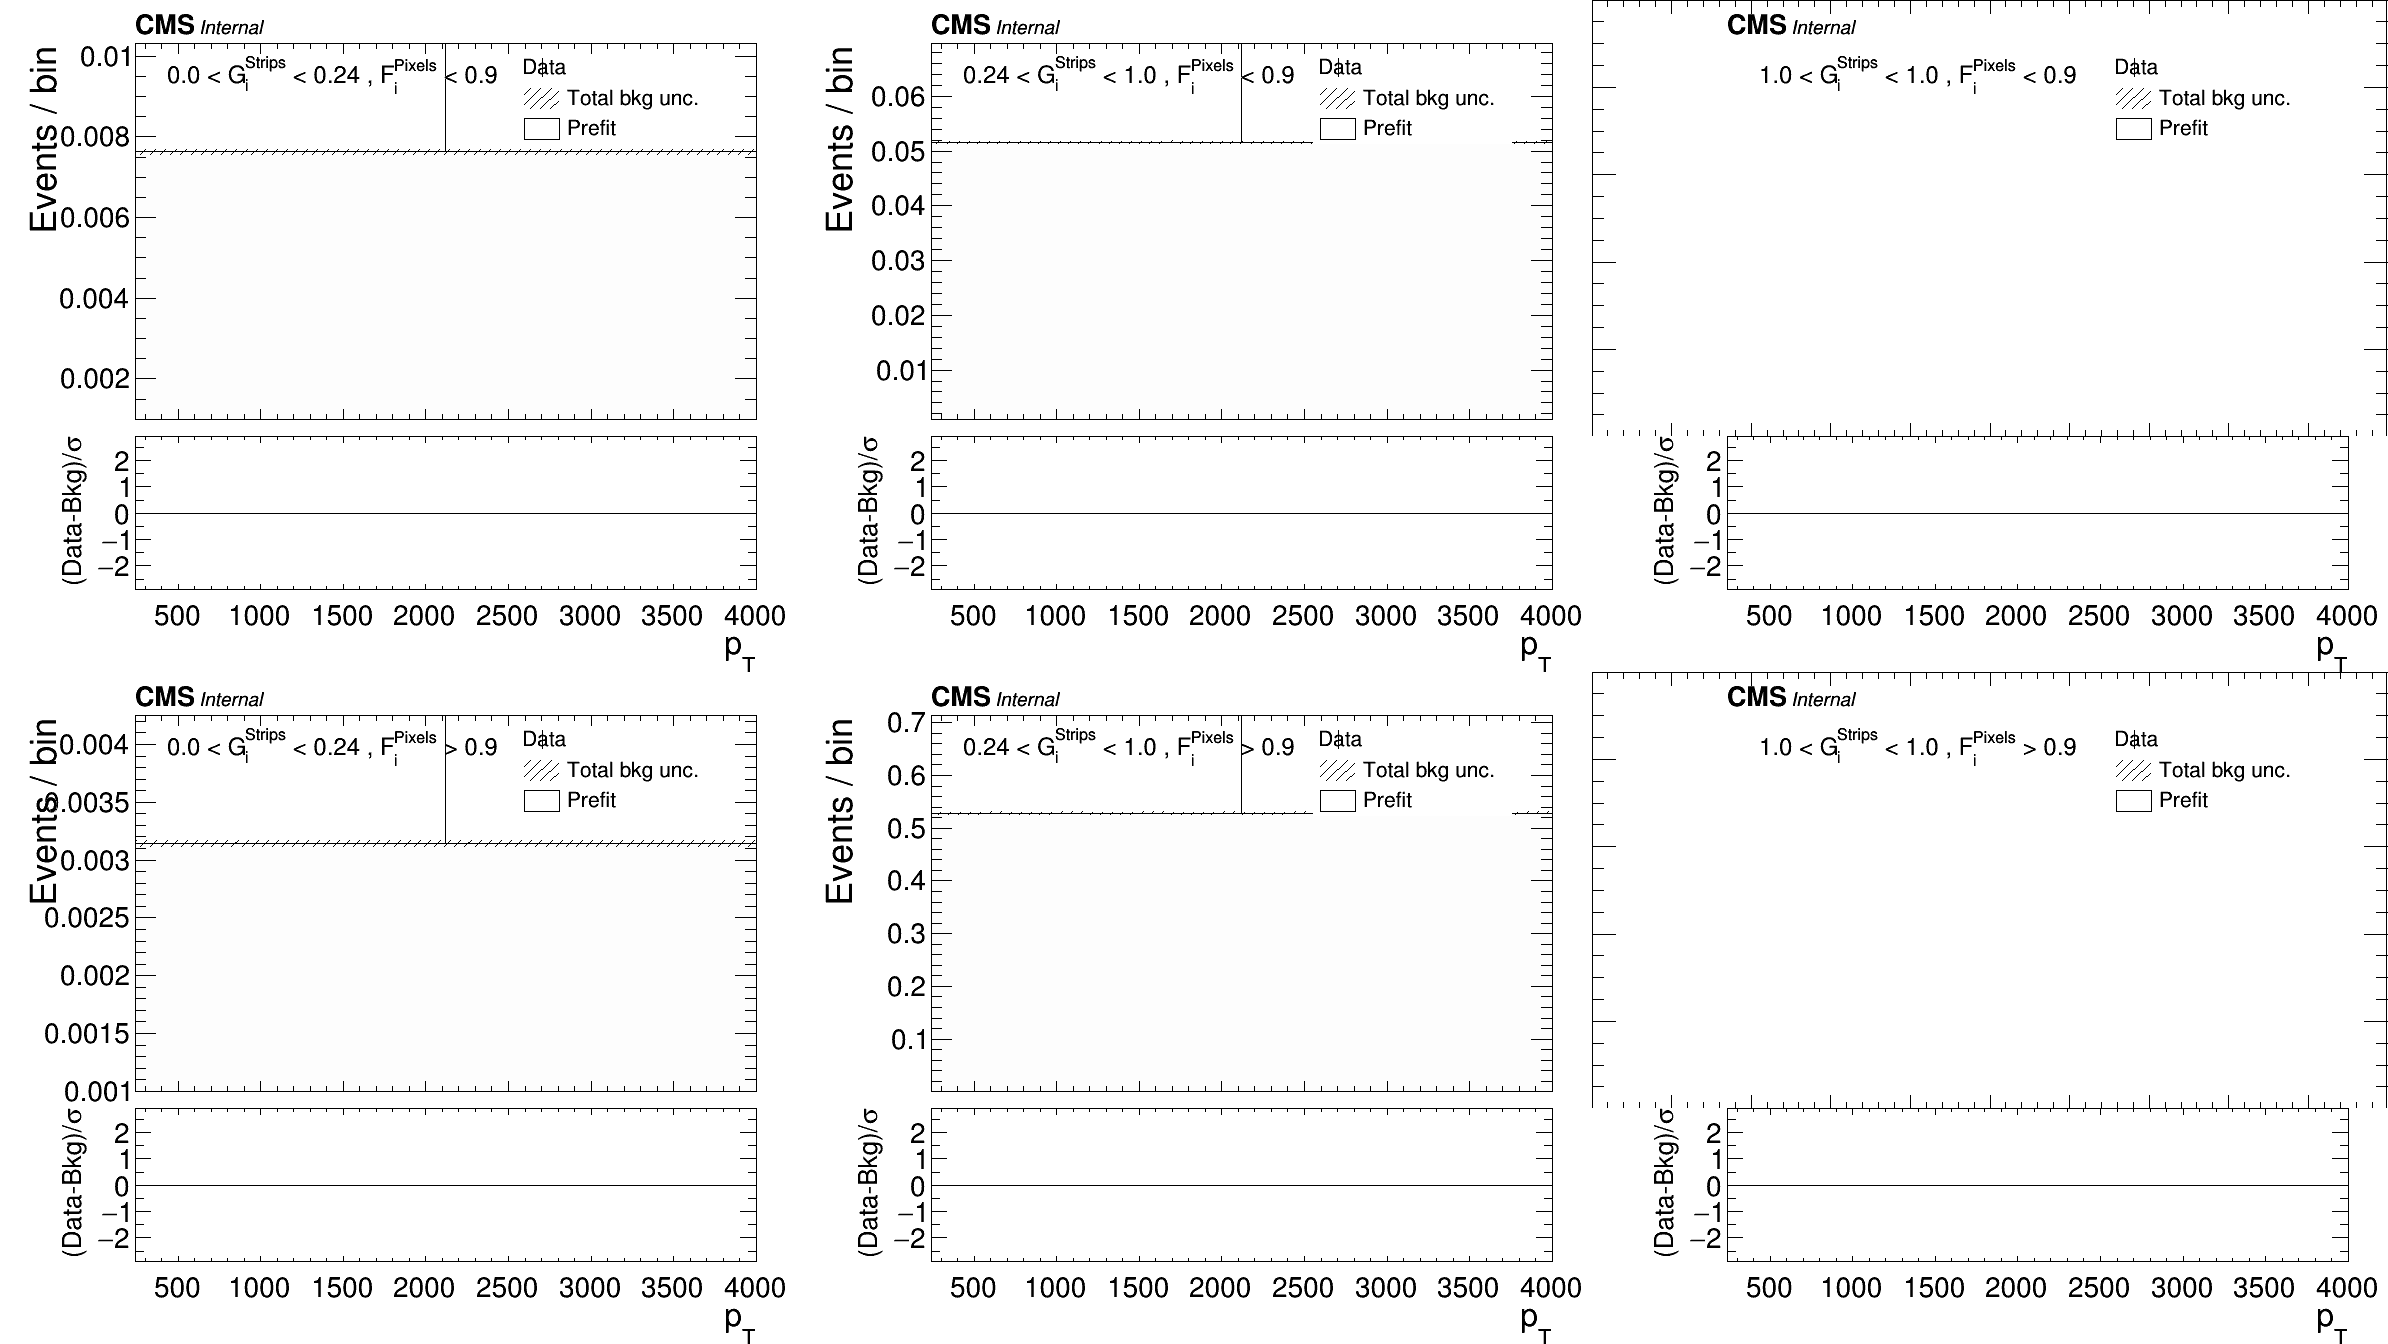 CMS Internal
Events / bin
0.0 < G_i^Strips < 0.24 , F_i^Pixels < 0.9
Data
Total bkg unc.
Prefit
0.01
0.008
0.006
0.004
0.002
(Data-Bkg)/σ
2
1
0
−1
−2
500 1000 1500 2000 2500 3000 3500 4000
p_T
CMS Internal
Events / bin
0.24 < G_i^Strips < 1.0 , F_i^Pixels < 0.9
Data
Total bkg unc.
Prefit
0.06
0.05
0.04
0.03
0.02
0.01
(Data-Bkg)/σ
2
1
0
−1
−2
500 1000 1500 2000 2500 3000 3500 4000
p_T
CMS Internal
1.0 < G_i^Strips < 1.0 , F_i^Pixels < 0.9
Data
Total bkg unc.
Prefit
(Data-Bkg)/σ
2
1
0
−1
−2
500 1000 1500 2000 2500 3000 3500 4000
p_T
CMS Internal
Events / bin
0.0 < G_i^Strips < 0.24 , F_i^Pixels > 0.9
Data
Total bkg unc.
Prefit
0.004
0.0035
0.003
0.0025
0.002
0.0015
0.001
(Data-Bkg)/σ
2
1
0
−1
−2
500 1000 1500 2000 2500 3000 3500 4000
p_T
CMS Internal
Events / bin
0.24 < G_i^Strips < 1.0 , F_i^Pixels > 0.9
Data
Total bkg unc.
Prefit
0.7
0.6
0.5
0.4
0.3
0.2
0.1
(Data-Bkg)/σ
2
1
0
−1
−2
500 1000 1500 2000 2500 3000 3500 4000
p_T
CMS Internal
1.0 < G_i^Strips < 1.0 , F_i^Pixels > 0.9
Data
Total bkg unc.
Prefit
(Data-Bkg)/σ
2
1
0
−1
−2
500 1000 1500 2000 2500 3000 3500 4000
p_T